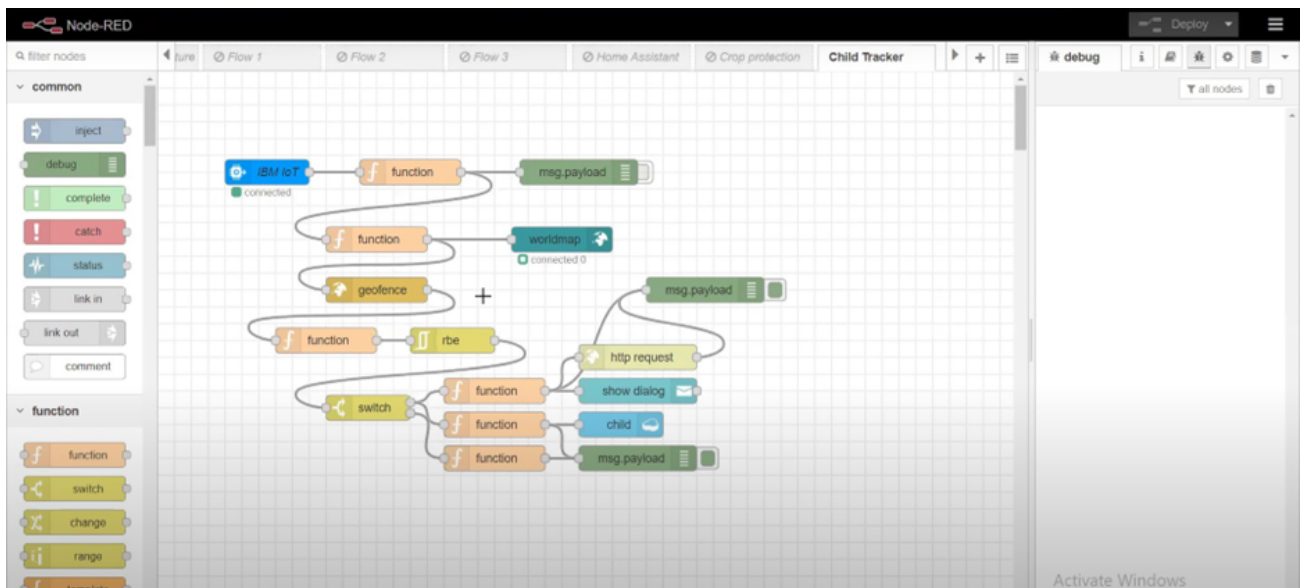 Node-RED
Deploy
filter nodes
ture
Flow 1
Flow 2
Flow 3
Home Assistant
Crop protection
Child Tracker
debug
i
all nodes
common
inject
debug
complete
catch
status
link in
link out
comment
function
function
switch
change
range
template
IBM IoT
connected
function
msg.payload
function
worldmap
connected 0
geofence
msg.payload
function
rbe
http request
function
show dialog
switch
function
child
function
msg.payload
Activate Windows